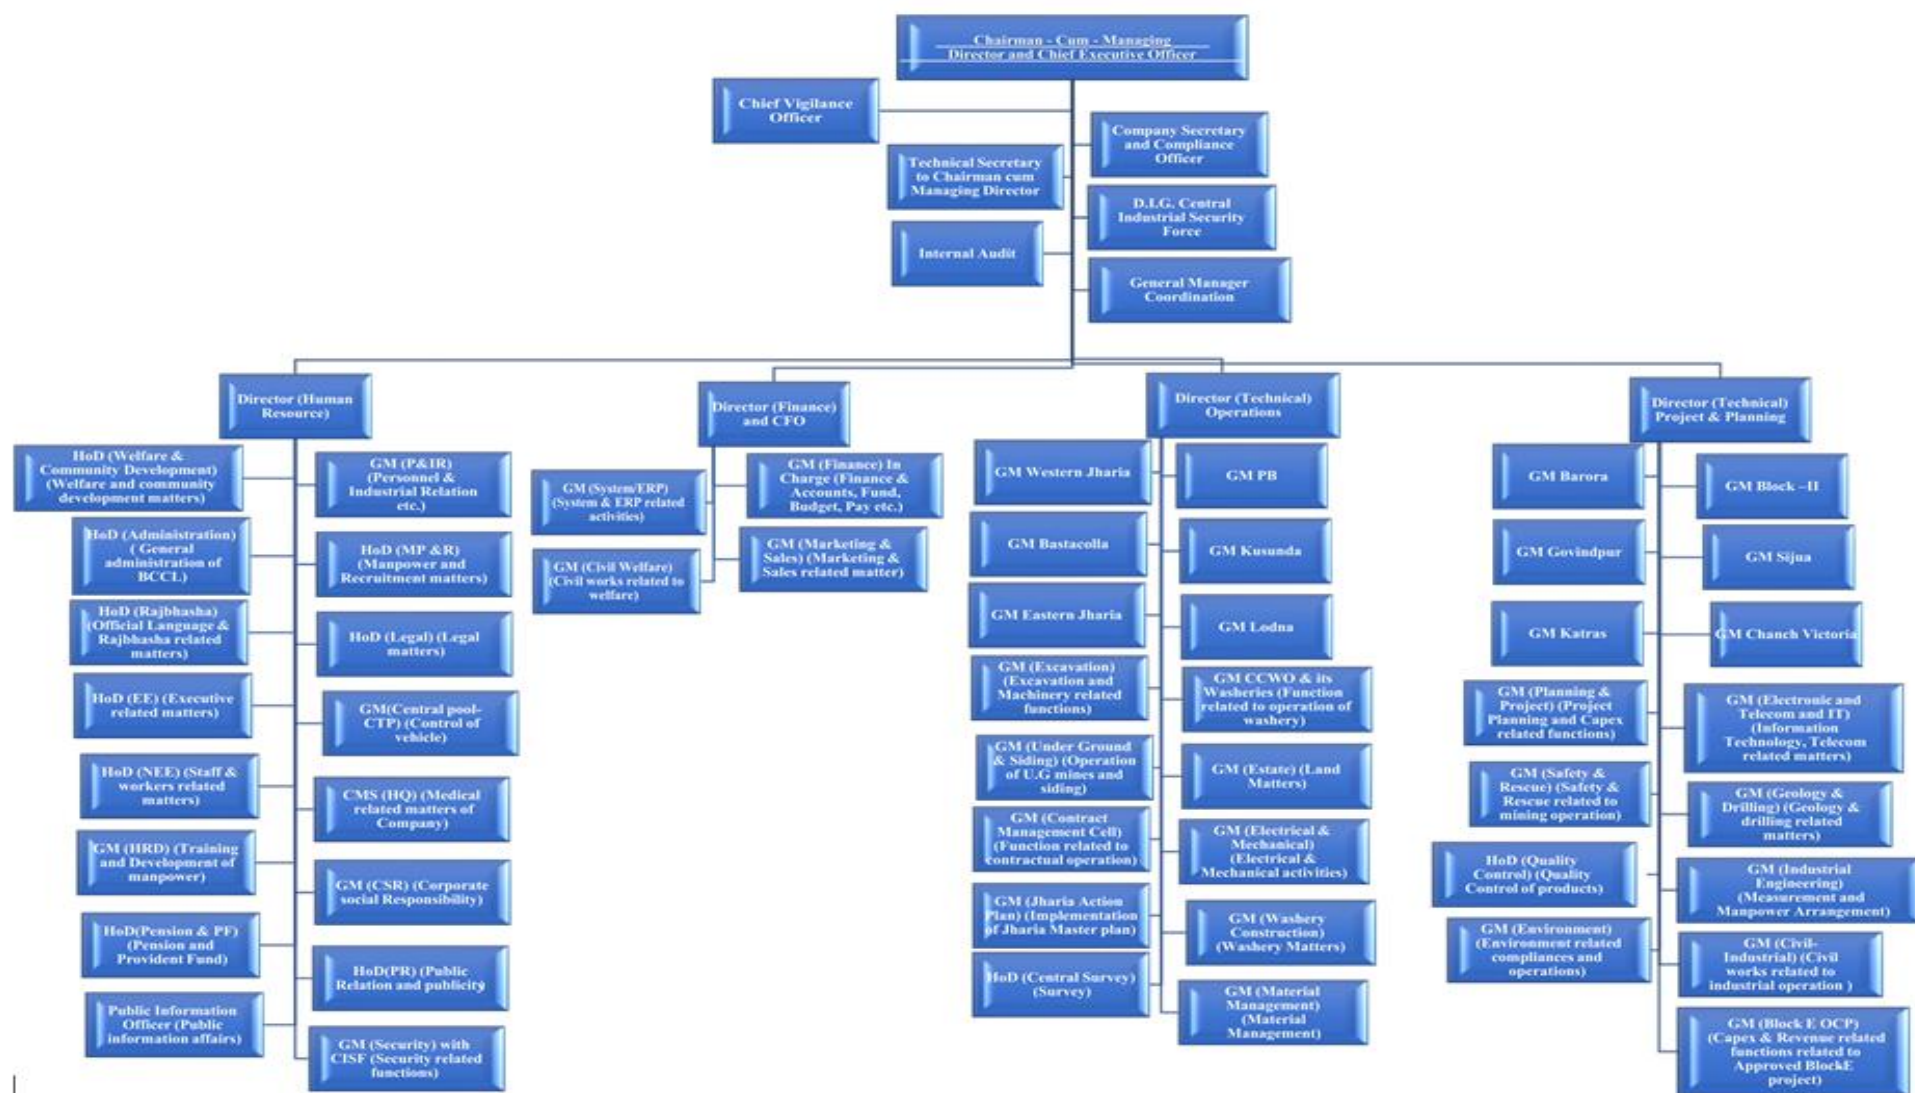 Chairman - Cum - Managing
Director and Chief Executive Officer
Chief Vigilance
Officer
Company Secretary
and Compliance
Officer
Technical Secretary
to Chairman cum
Managing Director
D.I.G. Central
Industrial Security
Force
Internal Audit
General Manager
Coordination
Director (Human
Resource)
HoD (Welfare &
Community Development)
(Welfare and community
development matters)
GM (P&IR)
(Personnel
& Industrial Relation
etc.)
HoD (Administration)
( General
administration of
BCCL)
HoD (MP &R)
(Manpower and
Recruitment matters)
HoD (Rajbhasha)
(Official Language &
Rajbhasha related
matters)
HoD (Legal) (Legal
matters)
HoD (EE) (Executive
related matters)
GM(Central pool-
CTP) (Control of
vehicle)
HoD (NEE) (Staff &
workers related
matters)
CMS (HQ) (Medical
related matters of
Company)
GM (HRD) (Training
and Development of
manpower)
GM (CSR) (Corporate
social Responsibility)
HoD(Pension & PF)
(Pension and
Provident Fund)
HoD(PR) (Public
Relation and publicity)
Public Information
Officer (Public
information affairs)
GM (Security) with
CISF (Security related
functions)
Director (Finance)
and CFO
GM (System/ERP)
(System & ERP related
activities)
GM (Finance) In
Charge (Finance &
Accounts, Fund,
Budget, Pay etc.)
GM (Civil Welfare)
(Civil works related to
welfare)
GM (Marketing &
Sales) (Marketing &
Sales related matter)
Director (Technical)
Operations
GM Western Jharia
GM PB
GM Bastacolla
GM Kusunda
GM Eastern Jharia
GM Lodna
GM (Excavation)
(Excavation and
Machinery related
functions)
GM CCWO & its
Washeries (Function
related to operation of
washery)
GM (Under Ground
& Siding) (Operation
of U.G mines and
siding)
GM (Estate) (Land
Matters)
GM (Contract
Management Cell)
(Function related to
contractual operation)
GM (Electrical &
Mechanical)
(Electrical &
Mechanical activities)
GM (Jharia Action
Plan) (Implementation
of Jharia Master plan)
GM (Washery
Construction)
(Washery Matters)
HoD (Central Survey)
(Survey)
GM (Material
Management)
(Material
Management)
Director (Technical)
Project & Planning
GM Barora
GM Block –II
GM Govindpur
GM Sijua
GM Katras
GM Chanch Victoria
GM (Planning &
Project) (Project
Planning and Capex
related functions)
GM (Electronic and
Telecom and IT)
(Information
Technology, Telecom
related matters)
GM (Safety &
Rescue) (Safety &
Rescue related to
mining operation)
GM (Geology &
Drilling) (Geology &
drilling related
matters)
HoD (Quality
Control) (Quality
Control of products)
GM (Industrial
Engineering)
(Measurement and
Manpower Arrangement)
GM (Environment)
(Environment related
compliances and
operations)
GM (Civil-
Industrial) (Civil
works related to
industrial operation )
GM (Block E OCP)
(Capex & Revenue related
functions related to
Approved BlockE
project)